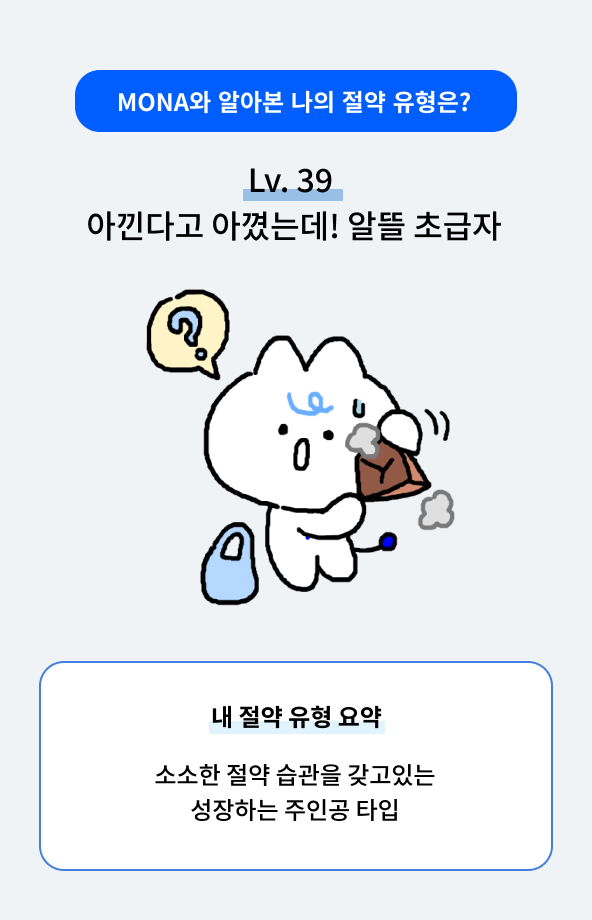 MONA와 알아본 나의 절약 유형은?
Lv. 39
아낀다고 아꼈는데! 알뜰 초급자
?
내 절약 유형 요약
소소한 절약 습관을 갖고있는
성장하는 주인공 타입